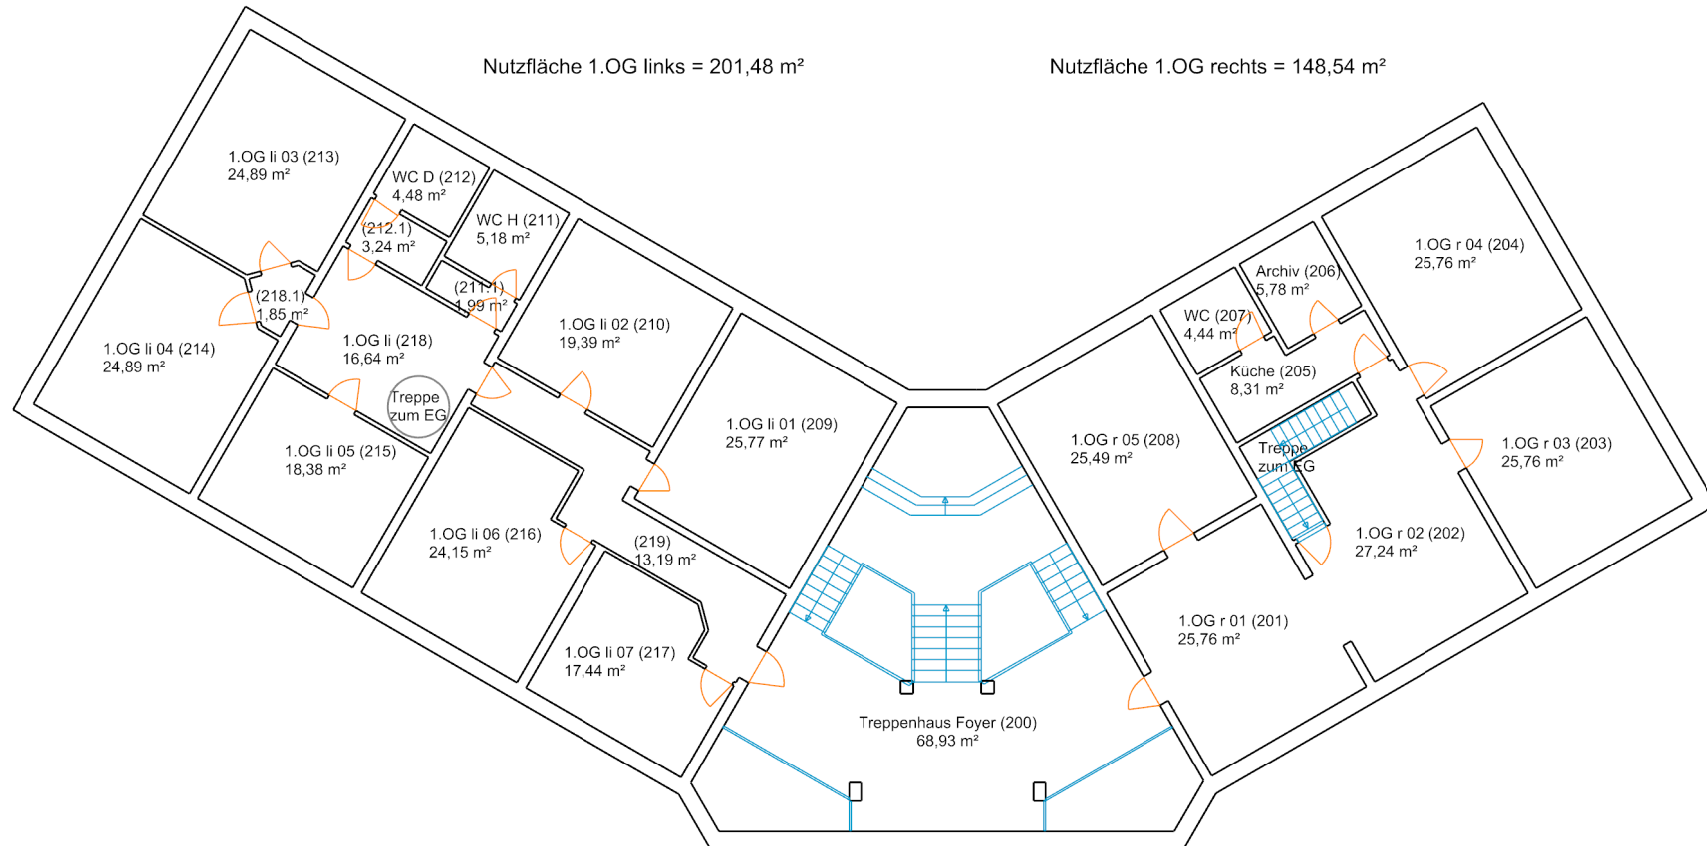 Nutzfläche 1.OG links = 201,48 m²
Nutzfläche 1.OG rechts = 148,54 m²
1.OG li 03 (213)
24,89 m²
WC D (212)
4,48 m²
(212.1)
3,24 m²
WC H (211)
5,18 m²
(211.1)
1,99 m²
(218.1)
1,85 m²
1.OG li 04 (214)
24,89 m²
1.OG li (218)
16,64 m²
Treppe
zum EG
1.OG li 02 (210)
19,39 m²
1.OG li 01 (209)
25,77 m²
1.OG li 05 (215)
18,38 m²
1.OG li 06 (216)
24,15 m²
(219)
13,19 m²
1.OG li 07 (217)
17,44 m²
Treppenhaus Foyer (200)
68,93 m²
1.OG r 04 (204)
25,76 m²
Archiv (206)
5,78 m²
WC (207)
4,44 m²
Küche (205)
8,31 m²
1.OG r 05 (208)
25,49 m²
Treppe
zum EG
1.OG r 03 (203)
25,76 m²
1.OG r 02 (202)
27,24 m²
1.OG r 01 (201)
25,76 m²